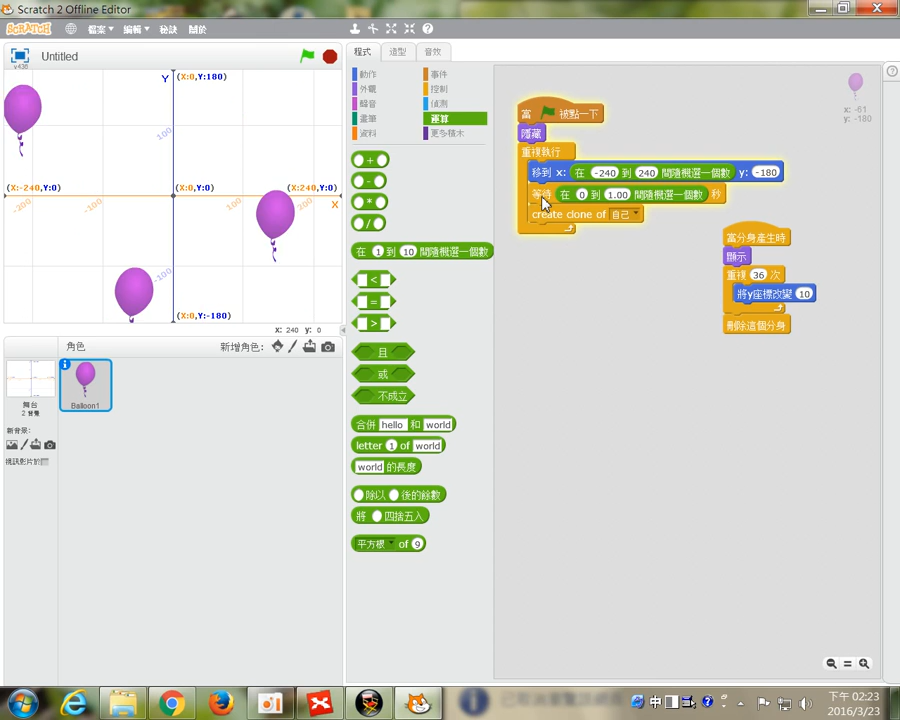 Scratch 2 Offline Editor
SCRATCH 檔案 編輯 秘訣 關於
Untitled
v438
Y (X:0,Y:180)
100
(X:-240,Y:0) (X:0,Y:0) (X:240,Y:0)
-200 -100 100 200 X
-100
(X:0,Y:-180)
x: 240 y: 0
角色 新增角色:
舞台
2 背景
新背景:
Balloon1
程式 造型 音效
動作 事件
外觀 控制
聲音 偵測
畫筆 運算
資料 更多積木
+
-
*
/
在 1 到 10 間隨機選一個數
<
=
>
且
或
不成立
合併 hello 和 world
letter 1 of world
world 的長度
除以 後的餘數
將 四捨五入
平方根 of 9
當 被點一下
隱藏
重複執行
移到 x: 在 -240 到 240 間隨機選一個數 y: -180
等待 在 0 到 1.00 間隨機選一個數 秒
create clone of 自己
當分身產生時
顯示
重複 36 次
將y座標改變 10
刪除這個分身
x: -61
y: -180
中
下午 02:23
2016/3/23